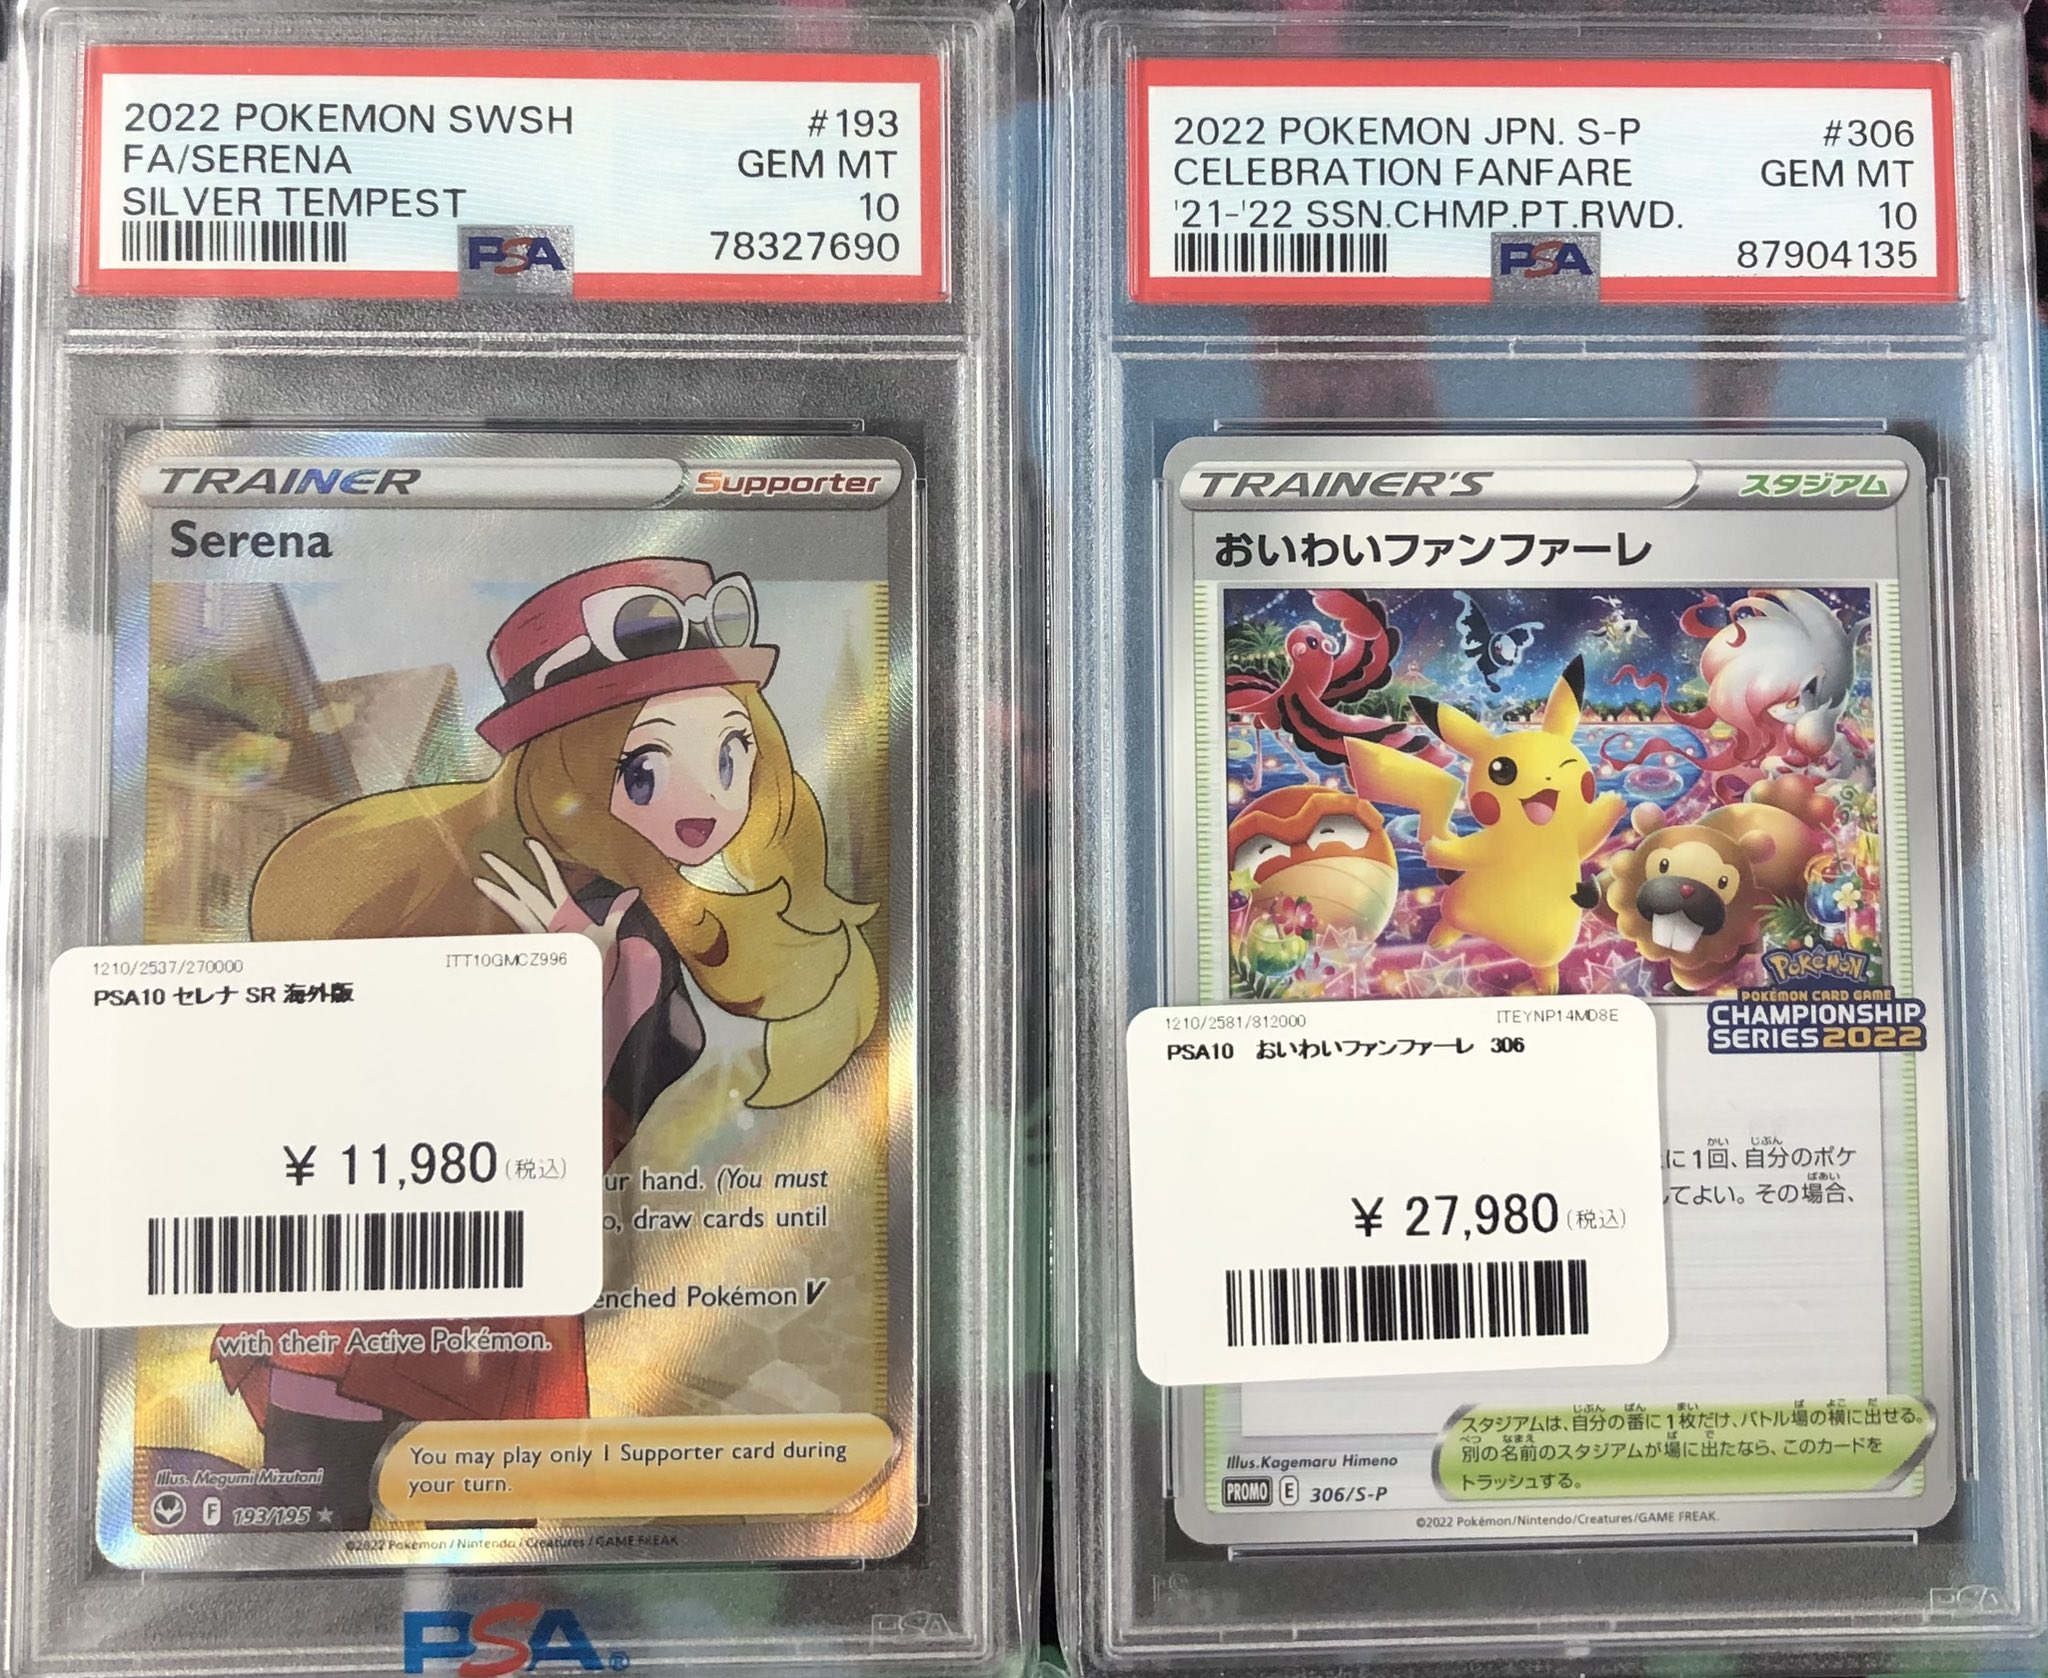 2022 POKEMON SWSH #193
FA/SERENA GEM MT
SILVER TEMPEST 10
PSA 78327690
TRAINER Supporter
Serena
1210/2537/270000 ITT10GMCZ996
PSA10 セレナ SR 海外版
¥ 11,980(税込)
ur hand. (You must
o, draw cards until
enched Pokémon V
with their Active Pokémon.
You may play only 1 Supporter card during
your turn.
Illus. Megumi Mizutani
F 193/195 ★
©2022 Pokémon / Nintendo / Creatures / GAME FREAK
PSA PSA
2022 POKEMON JPN. S-P #306
CELEBRATION FANFARE GEM MT
'21-'22 SSN.CHMP.PT.RWD. 10
PSA 87904135
TRAINER'S スタジアム
おいわいファンファーレ
POKÉMON
POKÉMON CARD GAME
CHAMPIONSHIP
SERIES 2022
1210/2581/812000 ITEYNP14MD8E
PSA10 おいわいファンファーレ 306
¥ 27,980(税込)
に1回、自分のポケ
てよい。その場合、
スタジアムは、自分の番に1枚だけ、バトル場の横に出せる。
別の名前のスタジアムが場に出たなら、このカードを
トラッシュする。
Illus.Kagemaru Himeno
PROMO E 306/S-P
©2022 Pokémon/Nintendo/Creatures/GAME FREAK.
PSA